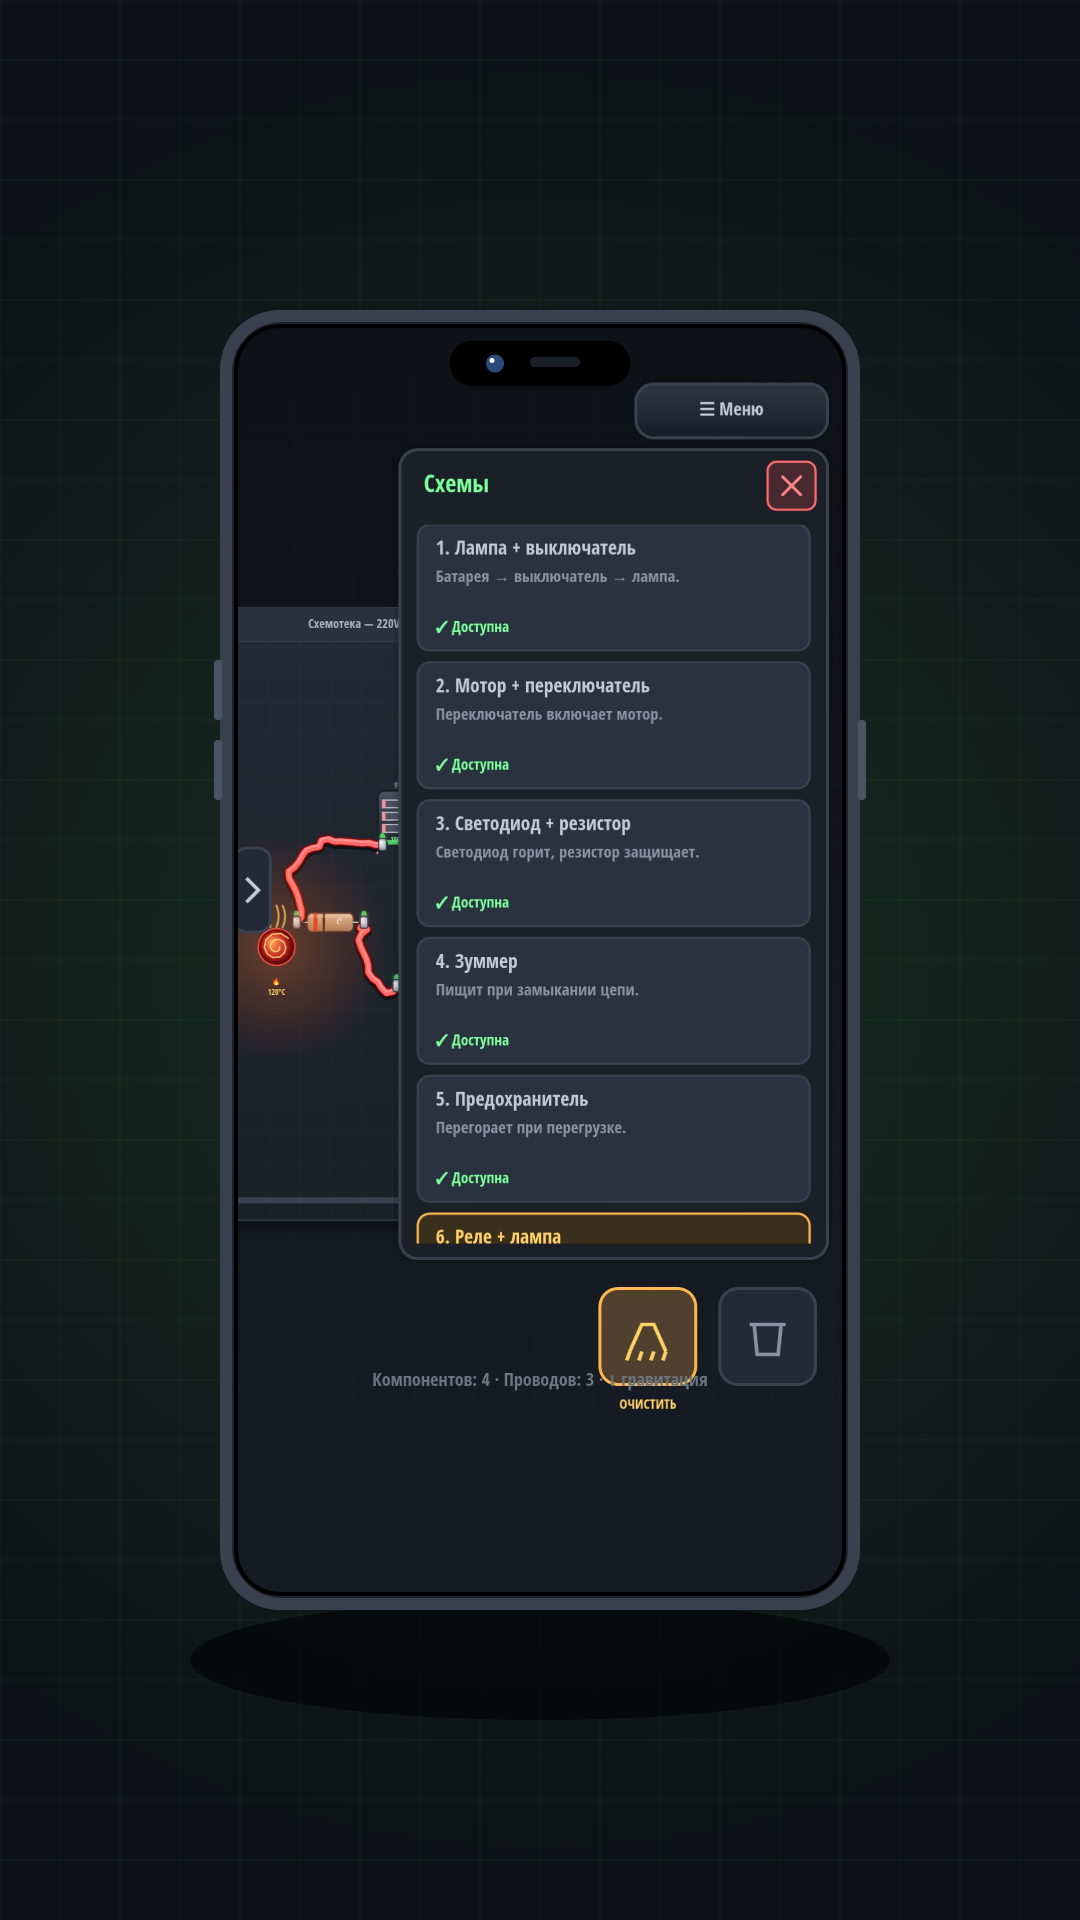 ☰ Меню
Схемы
1. Лампа + выключатель
Батарея → выключатель → лампа.
✓ Доступна
Схемотека — 220V
2. Мотор + переключатель
Переключатель включает мотор.
✓ Доступна
3. Светодиод + резистор
Светодиод горит, резистор защищает.
✓ Доступна
4. Зуммер
Пищит при замыкании цепи.
✓ Доступна
120°C
5. Предохранитель
Перегорает при перегрузке.
✓ Доступна
6. Реле + лампа
Компонентов: 4 · Проводов: 3 · гравитация
ОЧИСТИТЬ